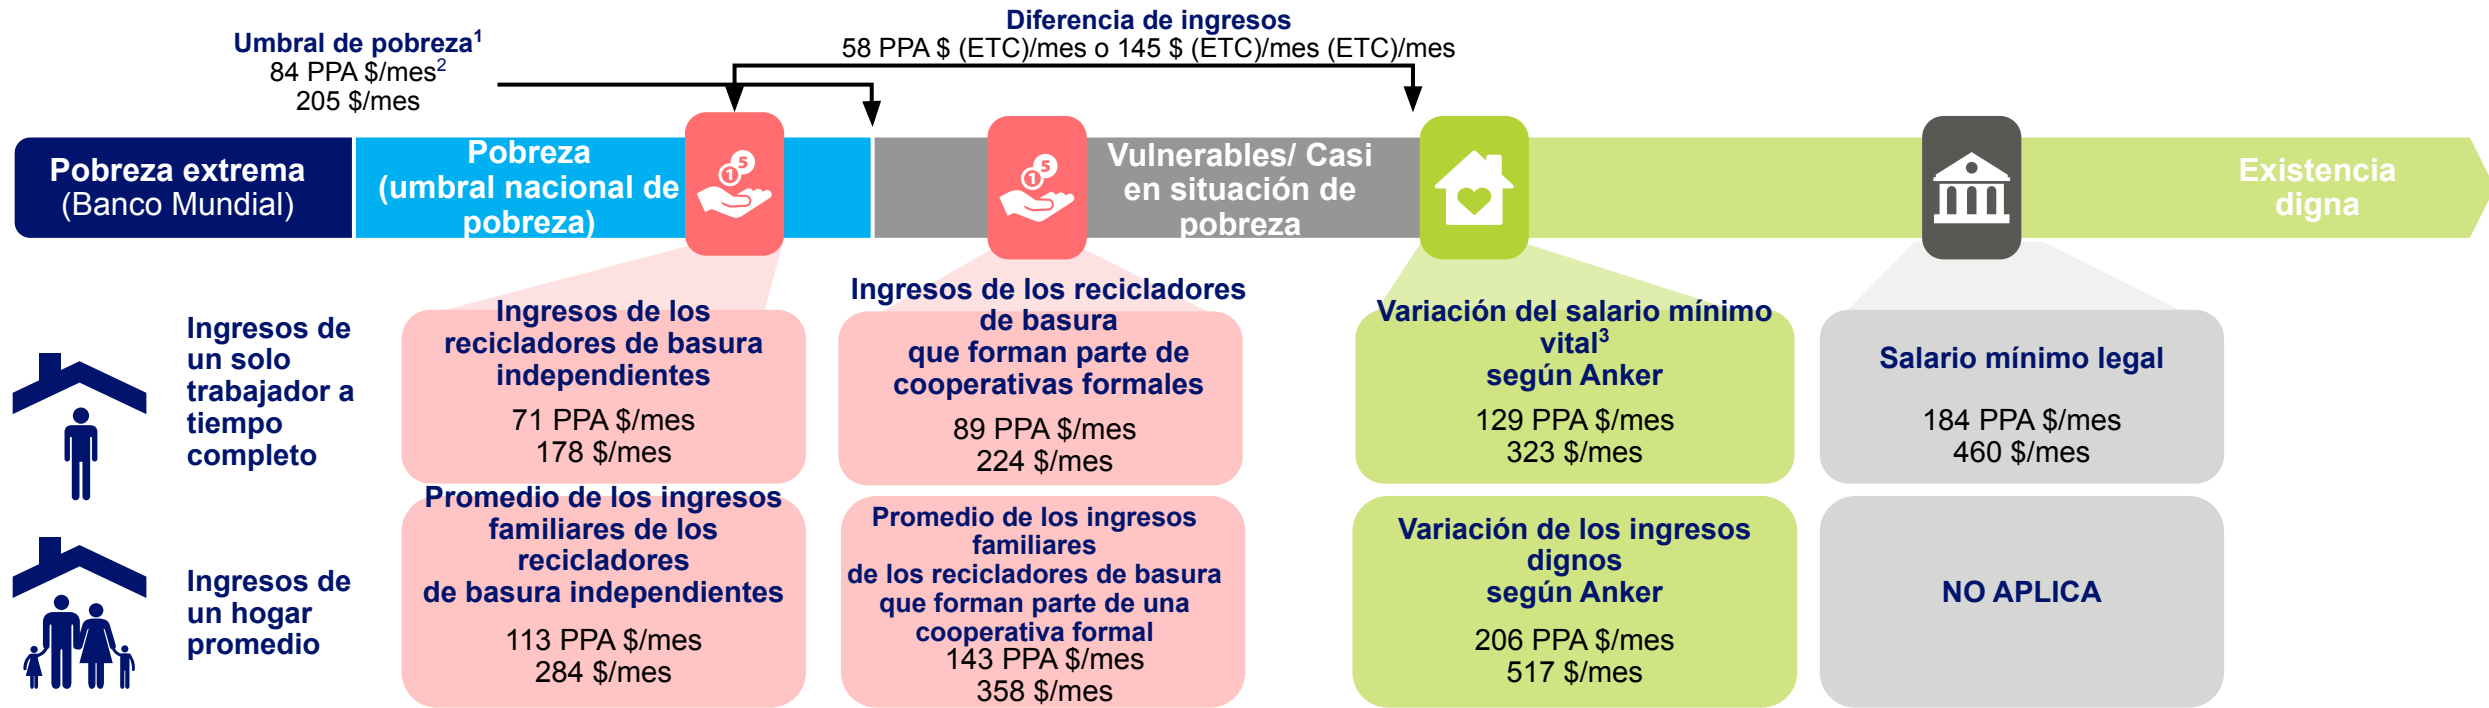 Umbral de pobreza¹
84 PPA $/mes²
205 $/mes
Diferencia de ingresos
58 PPA $ (ETC)/mes o 145 $ (ETC)/mes (ETC)/mes
Pobreza extrema
(Banco Mundial)
Pobreza
(umbral nacional de
pobreza)
5
1
5
1
Vulnerables/ Casi
en situación de
pobreza
Existencia
digna
Ingresos de
un solo
trabajador a
tiempo
completo
Ingresos de los
recicladores de basura
independientes
71 PPA $/mes
178 $/mes
Ingresos de los recicladores
de basura
que forman parte de
cooperativas formales
89 PPA $/mes
224 $/mes
Variación del salario mínimo
vital³
según Anker
129 PPA $/mes
323 $/mes
Salario mínimo legal
184 PPA $/mes
460 $/mes
Ingresos de
un hogar
promedio
Promedio de los ingresos
familiares de los
recicladores
de basura independientes
113 PPA $/mes
284 $/mes
Promedio de los ingresos
familiares
de los recicladores de basura
que forman parte de una
cooperativa formal
143 PPA $/mes
358 $/mes
Variación de los ingresos
dignos
según Anker
206 PPA $/mes
517 $/mes
NO APLICA